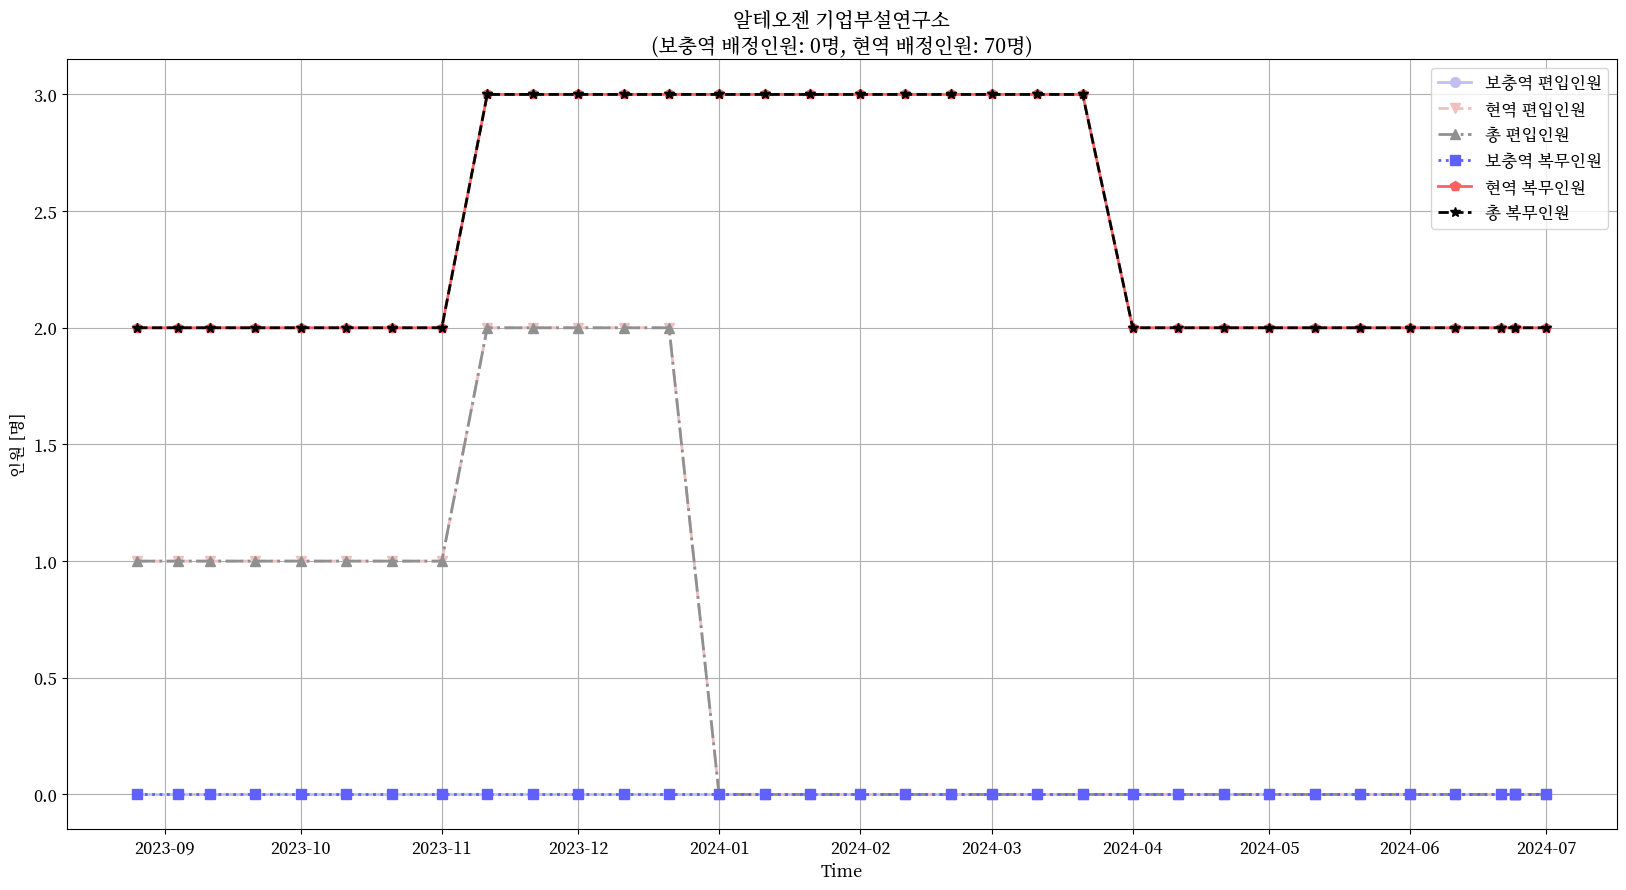 알테오젠 기업부설연구소
(보충역 배정인원: 0명, 현역 배정인원: 70명)
보충역 편입인원
현역 편입인원
총 편입인원
보충역 복무인원
현역 복무인원
총 복무인원
3.0
2.5
2.0
1.5
1.0
0.5
0.0
인원 [명]
2023-09 2023-10 2023-11 2023-12 2024-01 2024-02 2024-03 2024-04 2024-05 2024-06 2024-07
Time